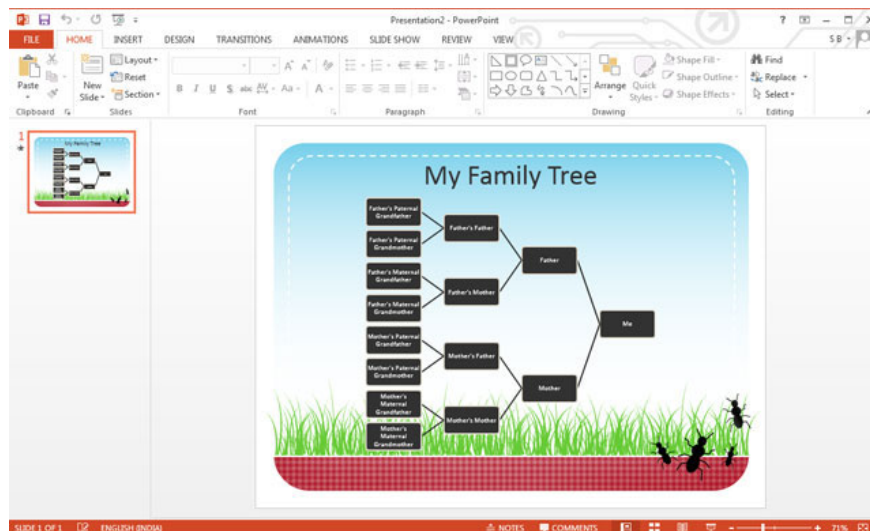 Presentation2 - PowerPoint
FILE HOME INSERT DESIGN TRANSITIONS ANIMATIONS SLIDE SHOW REVIEW VIEW S B
Paste
New
Slide
Layout
Reset
Section
B I U S abc AV Aa A
Arrange
Quick
Styles
Shape Fill
Shape Outline
Shape Effects
Find
Replace
Select
Clipboard Slides Font Paragraph Drawing Editing
1
My Family Tree
Father's Paternal
Grandfather
Father's Paternal
Grandmother
Father's Maternal
Grandfather
Father's Maternal
Grandmother
Mother's Paternal
Grandfather
Mother's Paternal
Grandmother
Mother's
Maternal
Grandfather
Mother's
Maternal
Grandmother
Father's Father
Father's Mother
Mother's Father
Mother's Mother
Father
Mother
Me
SLIDE 1 OF 1 ENGLISH (INDIA) NOTES COMMENTS 71%